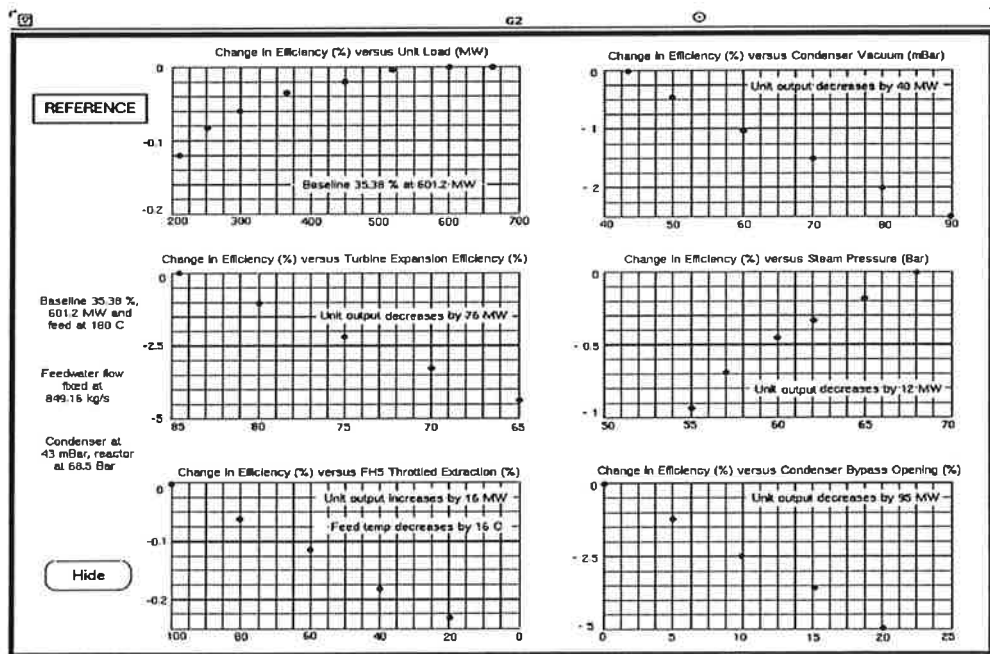 G2
REFERENCE
Baseline 35.38 %,
601.2 MW and
feed at 180 C
Feedwater flow
fixed at
849.16 kg/s
Condenser at
43 mBar, reactor
at 68.5 Bar
Hide
Change in Efficiency (%) versus Unit Load (MW)
0
-0.1
-0.2
Baseline 35.38 % at 601.2 MW
200 300 400 500 600 700
Change in Efficiency (%) versus Condenser Vacuum (mBar)
0
- 1
- 2
Unit output decreases by 40 MW
40 50 60 70 80 90
Change in Efficiency (%) versus Turbine Expansion Efficiency (%)
0
-2.5
-5
Unit output decreases by 76 MW
85 80 75 70 65
Change in Efficiency (%) versus Steam Pressure (Bar)
0
- 0.5
- 1
Unit output decreases by 12 MW
50 55 60 65 70
Change in Efficiency (%) versus FH5 Throttled Extraction (%)
0
-0.1
-0.2
Unit output increases by 16 MW
Feed temp decreases by 16 C
100 80 60 40 20 0
Change in Efficiency (%) versus Condenser Bypass Opening (%)
0
- 2.5
- 5
Unit output decreases by 95 MW
0 5 10 15 20 25